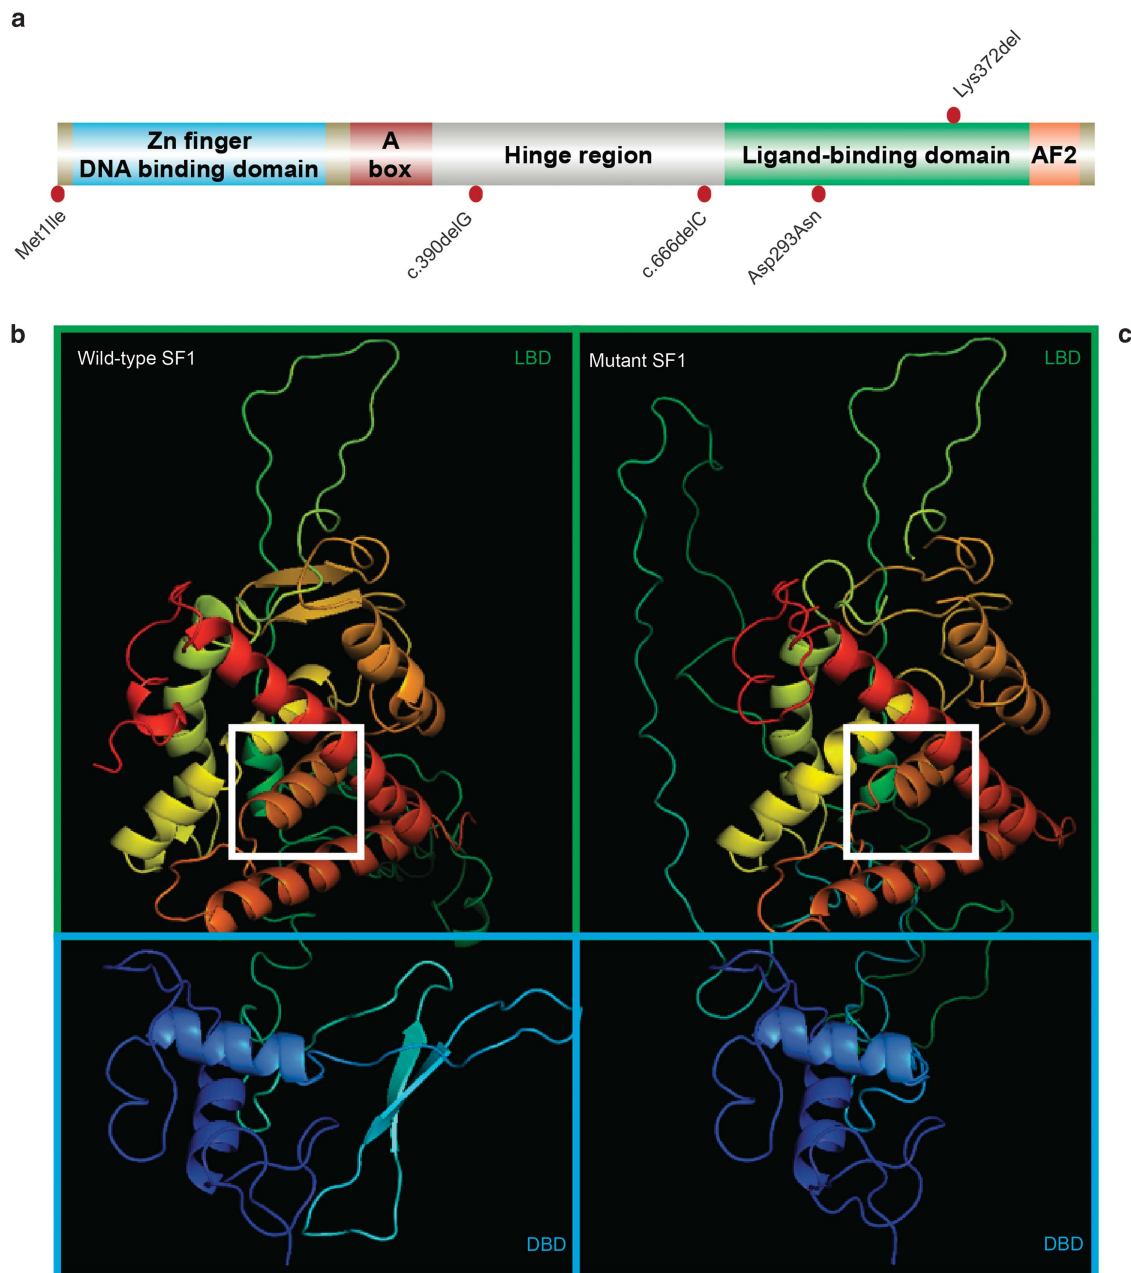 a
Lys372del
Zn finger
DNA binding domain
A
box
Hinge region
Ligand-binding domain
AF2
Met1Ile
c.390delG
c.666delC
Asp293Asn
b
c
Wild-type SF1
LBD
Mutant SF1
LBD
DBD
DBD